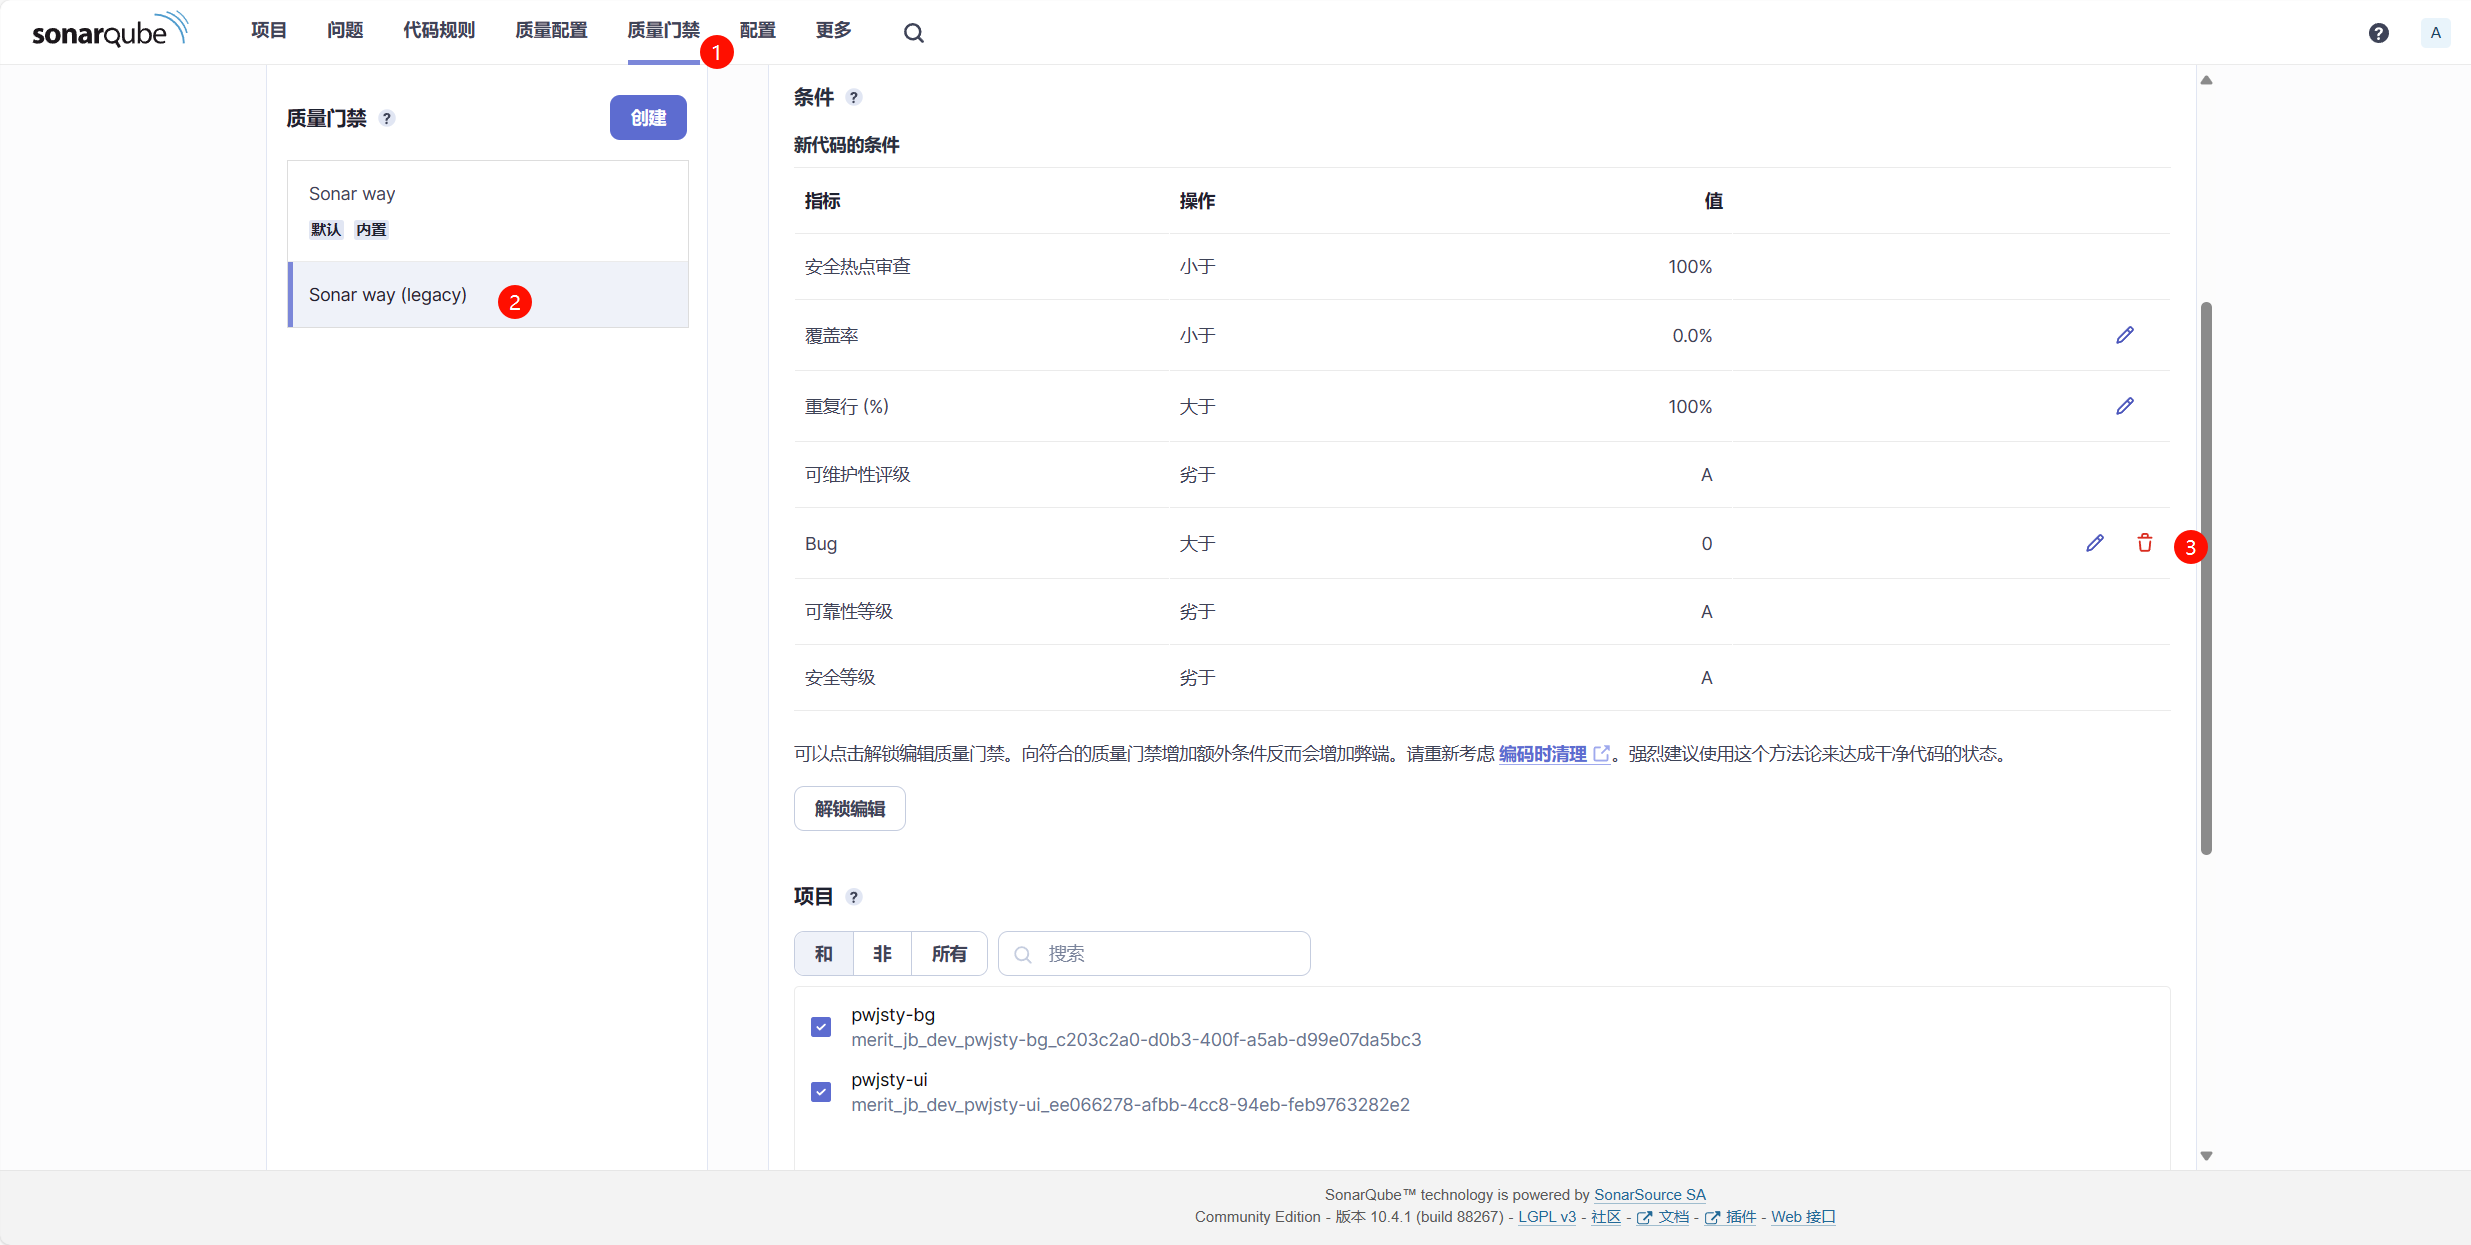 sonarqube
项目 问题 代码规则 质量配置 质量门禁 配置 更多
1
?
A
质量门禁 ?
创建
Sonar way
默认 内置
Sonar way (legacy)
2
条件 ?
新代码的条件
指标 操作 值
安全热点审查 小于 100%
覆盖率 小于 0.0%
重复行 (%) 大于 100%
可维护性评级 劣于 A
Bug 大于 0
3
可靠性等级 劣于 A
安全等级 劣于 A
可以点击解锁编辑质量门禁。向符合的质量门禁增加额外条件反而会增加弊端。请重新考虑 编码时清理 。强烈建议使用这个方法论来达成干净代码的状态。
解锁编辑
项目 ?
和 非 所有 搜索
pwjsty-bg
merit_jb_dev_pwjsty-bg_c203c2a0-d0b3-400f-a5ab-d99e07da5bc3
pwjsty-ui
merit_jb_dev_pwjsty-ui_ee066278-afbb-4cc8-94eb-feb9763282e2
SonarQube™ technology is powered by SonarSource SA
Community Edition - 版本 10.4.1 (build 88267) - LGPL v3 - 社区 - 文档 - 插件 - Web 接口